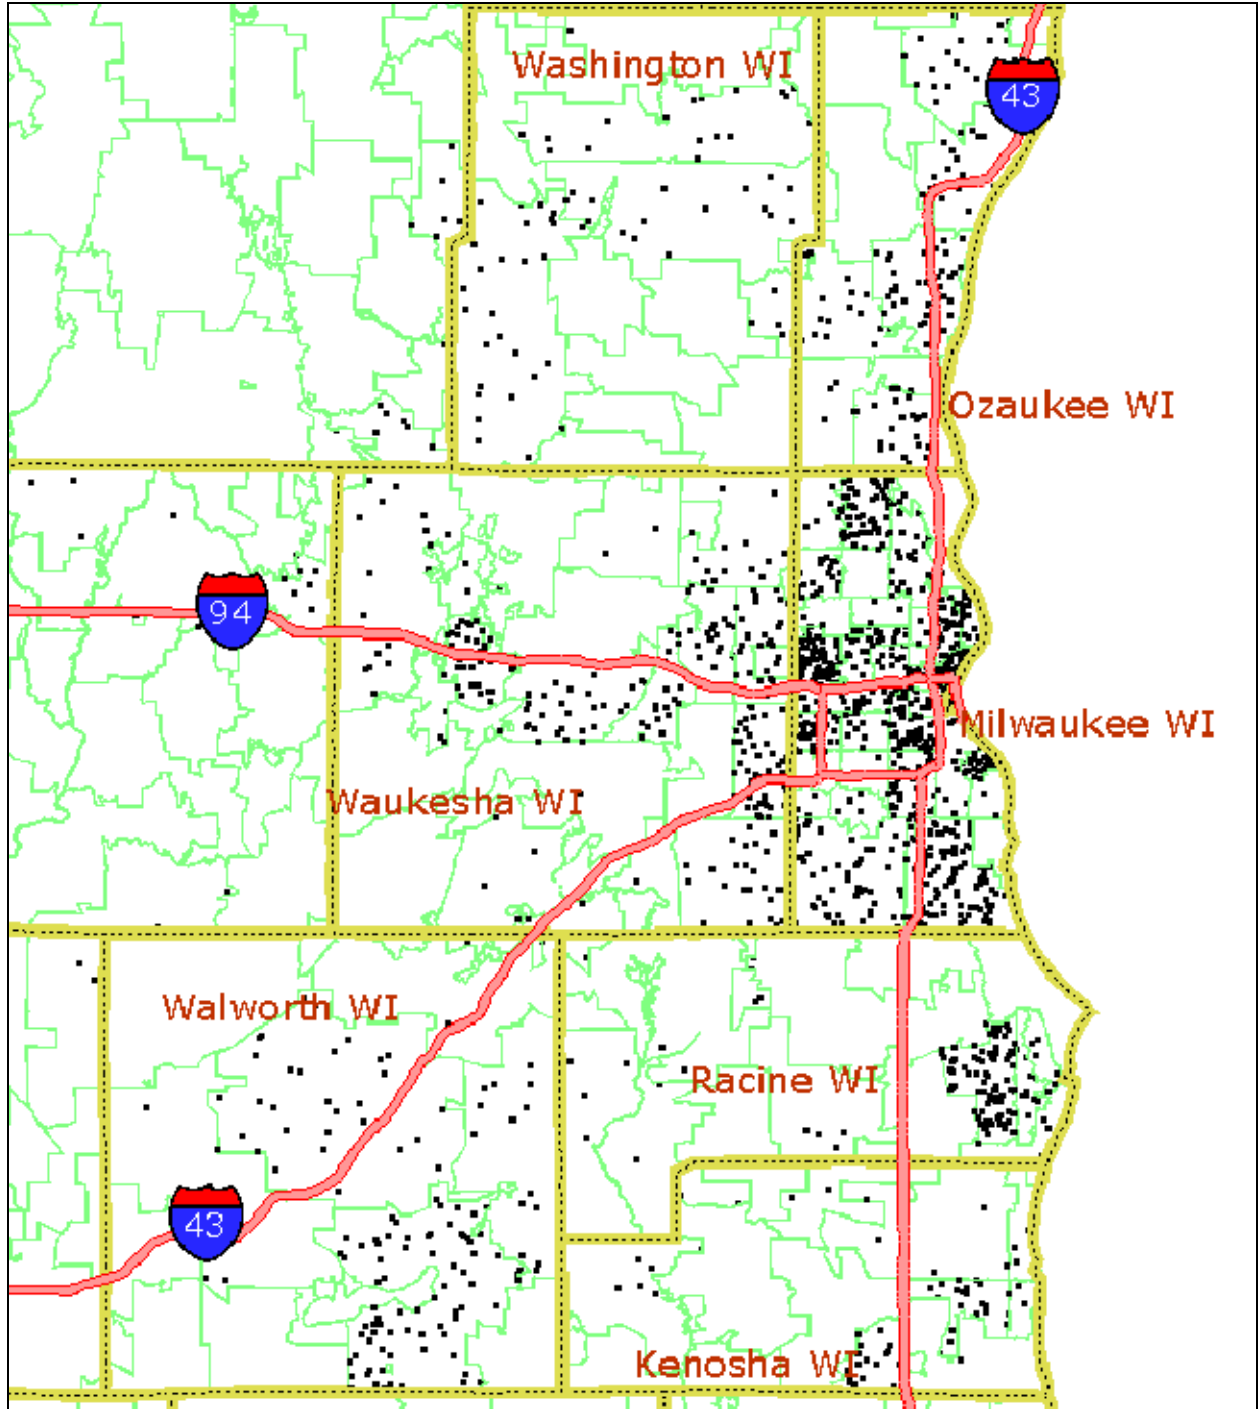 Washington WI
43
Ozaukee WI
94
Milwaukee WI
Waukesha WI
Walworth WI
Racine WI
43
Kenosha WI